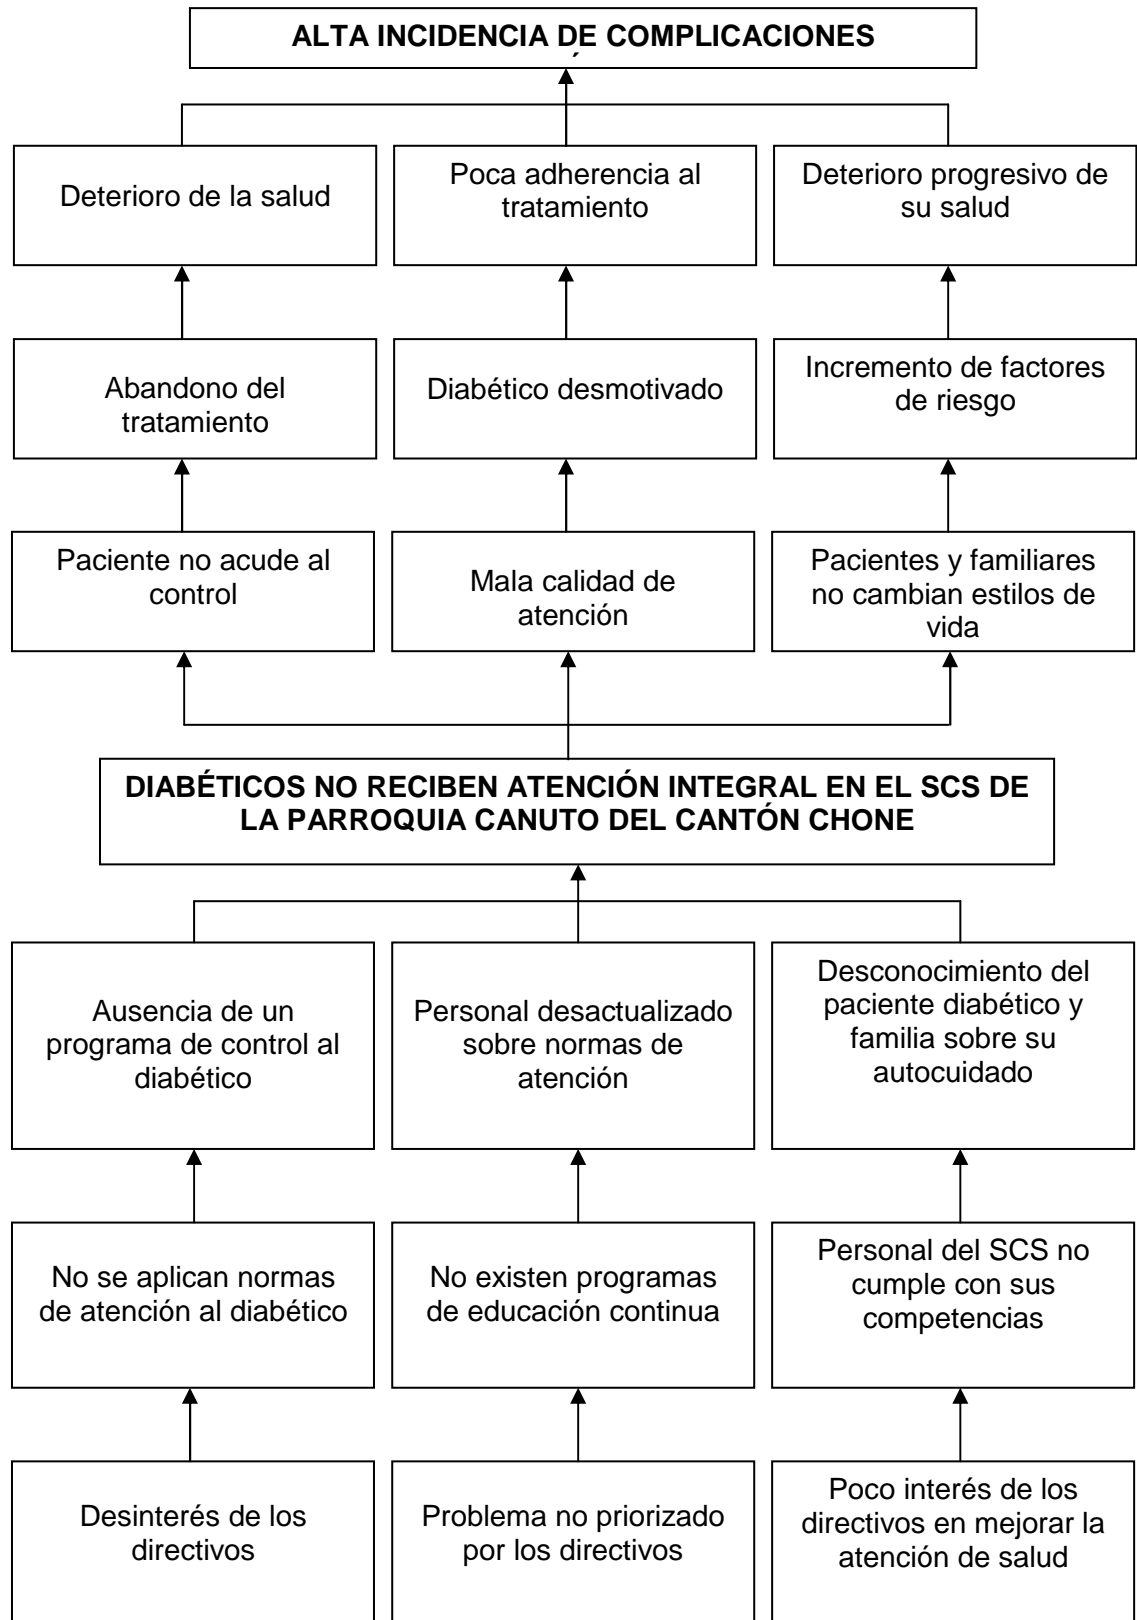 ALTA INCIDENCIA DE COMPLICACIONES
Deterioro de la salud
Poca adherencia al
tratamiento
Deterioro progresivo de
su salud
Abandono del
tratamiento
Diabético desmotivado
Incremento de factores
de riesgo
Paciente no acude al
control
Mala calidad de
atención
Pacientes y familiares
no cambian estilos de
vida
DIABÉTICOS NO RECIBEN ATENCIÓN INTEGRAL EN EL SCS DE
LA PARROQUIA CANUTO DEL CANTÓN CHONE
Ausencia de un
programa de control al
diabético
Personal desactualizado
sobre normas de
atención
Desconocimiento del
paciente diabético y
familia sobre su
autocuidado
No se aplican normas
de atención al diabético
No existen programas
de educación continua
Personal del SCS no
cumple con sus
competencias
Desinterés de los
directivos
Problema no priorizado
por los directivos
Poco interés de los
directivos en mejorar la
atención de salud